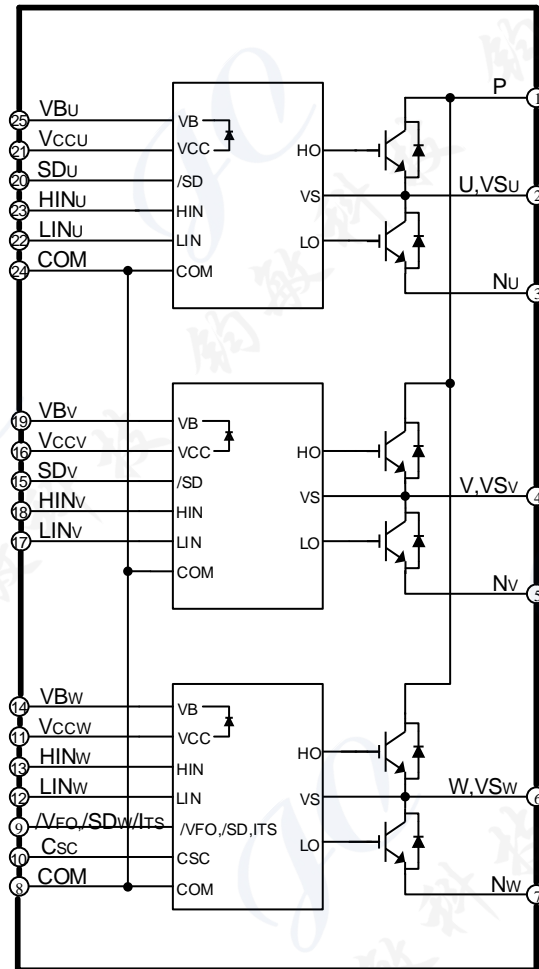 25 VBU
21 VCCU
20 SDU
23 HINU
22 LINU
24 COM
VB
VCC
/SD
HIN
LIN
COM
HO
VS
LO
P 1
U,VSU 2
NU 3
19 VBV
16 VCCV
15 SDV
18 HINV
17 LINV
VB
VCC
/SD
HIN
LIN
COM
HO
VS
LO
V,VSV 4
NV 5
14 VBW
11 VCCW
13 HINW
12 LINW
9 /VFO,/SDW/ITS
10 CSC
8 COM
VB
VCC
HIN
LIN
/VFO,/SD,ITS
CSC
COM
HO
VS
LO
W,VSW 6
NW 7
钧敏科技